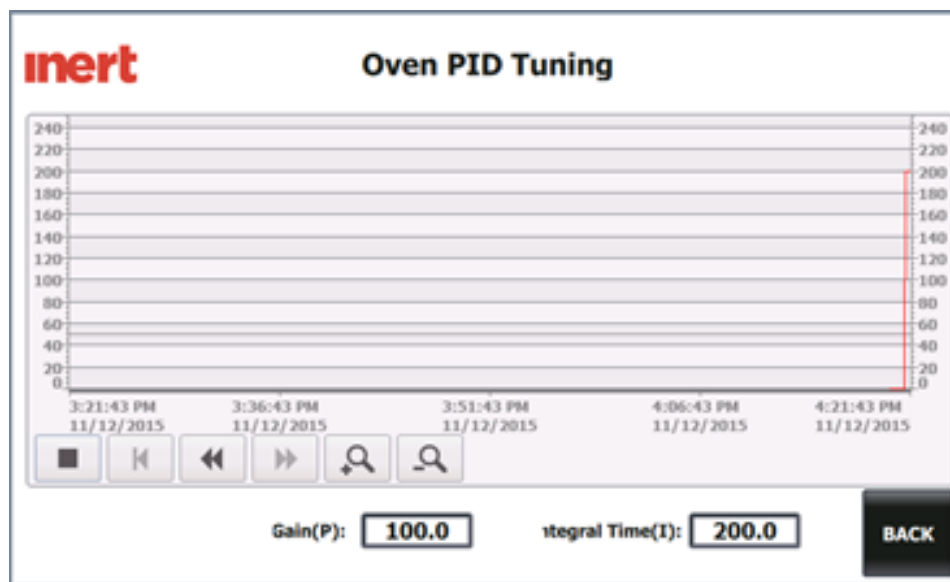 ınert
Oven PID Tuning
240 240
220 220
200 200
180 180
160 160
140 140
120 120
100 100
80 80
60 60
40 40
20 20
0 0
3:21:43 PM 3:36:43 PM 3:51:43 PM 4:06:43 PM 4:21:43 PM
11/12/2015 11/12/2015 11/12/2015 11/12/2015 11/12/2015
Gain(P): 100.0 ntegral Time(I): 200.0 BACK